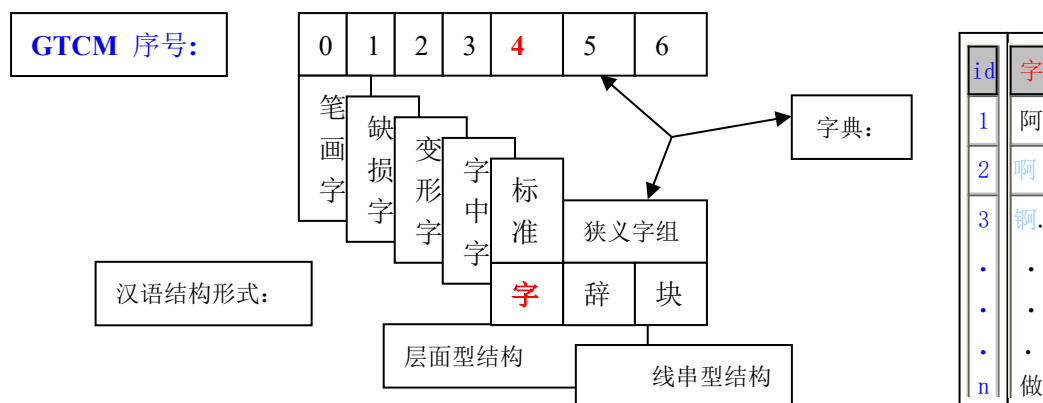 GTCM 序号:
0 1 2 3 4 5 6
笔画字
缺损字
变形字
字中字
标准
字典：
狭义字组
汉语结构形式：
字 辞 块
层面型结构
线串型结构
id 字
1 阿
2 啊
3 锕.
. .
. .
. .
n 做